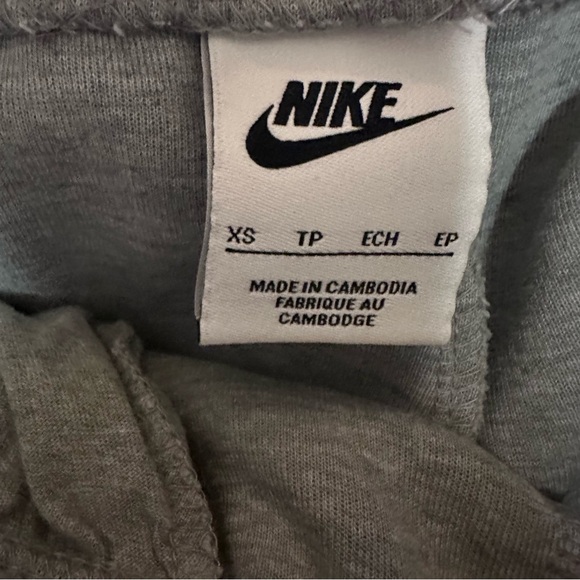 NIKE
XS TP ECH EP
MADE IN CAMBODIA
FABRIQUE AU
CAMBODGE